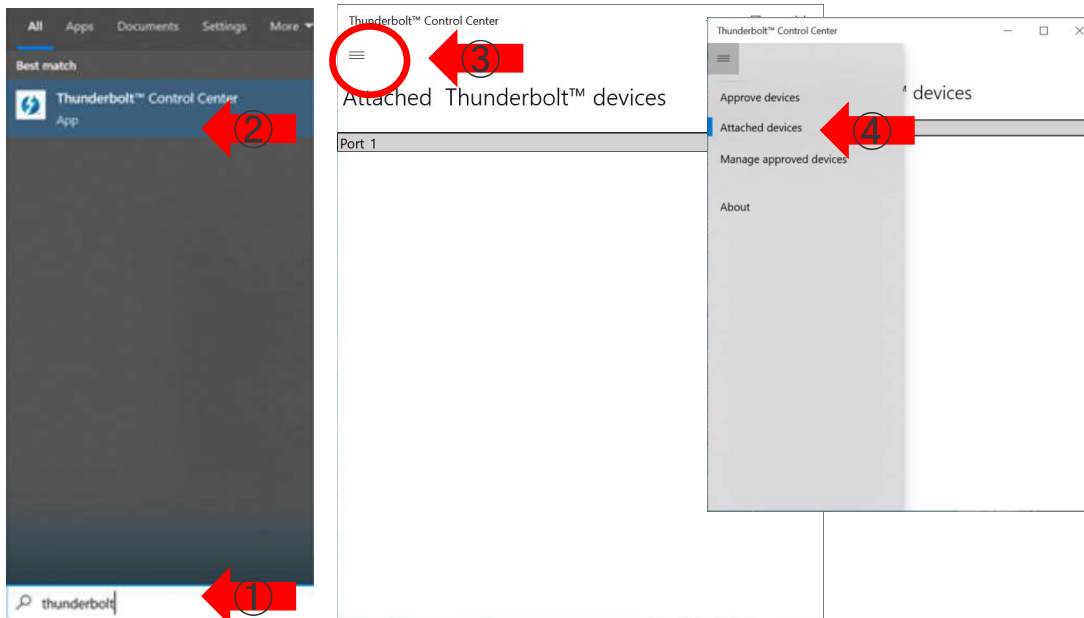 All Apps Documents Settings More
Best match
Thunderbolt™ Control Center
App
②
thunderbolt
①
Thunderbolt™ Control Center
③
Attached Thunderbolt™ devices
Port 1
Thunderbolt™ Control Center
™ devices
Approve devices
Attached devices
④
Manage approved devices
About